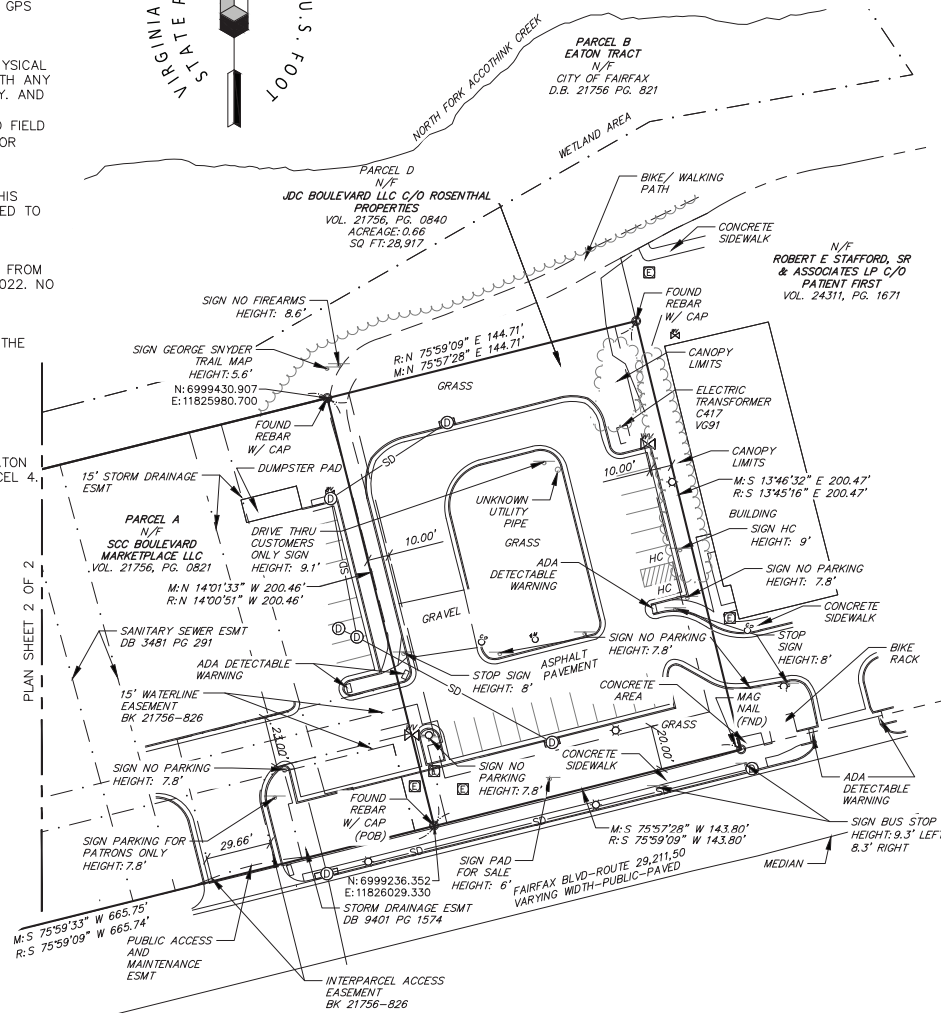 GPS
YSICAL
TH ANY
Y. AND
D FIELD
OR
HIS
ED TO
FROM
022. NO
THE
LTON
CEL 4.
VIRGINIA
STATE
U.S. FOOT
NORTH FORK ACCOTHINK CREEK
PARCEL B
EATON TRACT
N/F
CITY OF FAIRFAX
D.B. 21756 PG. 821
WETLAND AREA
PARCEL D
N/F
JDC BOULEVARD LLC C/O ROSENTHAL
PROPERTIES
VOL. 21756, PG. 0840
ACREAGE: 0.66
SQ FT: 28,917
BIKE/ WALKING
PATH
CONCRETE
SIDEWALK
N/F
ROBERT E STAFFORD, SR
& ASSOCIATES LP C/O
PATIENT FIRST
VOL. 24311, PG. 1671
E
SIGN NO FIREARMS
HEIGHT: 8.6'
FOUND
REBAR
W/ CAP
SIGN GEORGE SNYDER
TRAIL MAP
HEIGHT:5.6'
R: N 75°59'09" E 144.71'
M: N 75°57'28" E 144.71'
N: 6999430.907
E: 11825980.700
GRASS
CANOPY
LIMITS
FOUND
REBAR
W/ CAP
D
ELECTRIC
TRANSFORMER
C417
VG91
SD
WV
CANOPY
LIMITS
10.00'
15' STORM DRAINAGE
ESMT
DUMPSTER PAD
D
M: S 13°46'32" E 200.47'
R: S 13°45'16" E 200.47'
UNKNOWN
UTILITY
PIPE
BUILDING
PARCEL A
N/F
SCC BOULEVARD
MARKETPLACE LLC
VOL. 21756, PG. 0821
DRIVE THRU
CUSTOMERS
ONLY SIGN
HEIGHT: 9.1'
10.00'
GRASS
SIGN HC
HEIGHT: 9'
SD
ADA
DETECTABLE
WARNING
HC
HC
SIGN NO PARKING
HEIGHT: 7.8'
M: N 14°01'33" W 200.46'
R: N 14°00'51" W 200.46'
GRAVEL
E
CONCRETE
SIDEWALK
PLAN SHEET 2 OF 2
SANITARY SEWER ESMT
DB 3481 PG 291
D
D
SIGN NO PARKING
HEIGHT: 7.8'
STOP
SIGN
HEIGHT: 8'
ASPHALT
PAVEMENT
BIKE
RACK
ADA DETECTABLE
WARNING
STOP SIGN
HEIGHT: 8'
CONCRETE
AREA
MAG
NAIL
(FND)
SD
15' WATERLINE
EASEMENT
BK 21756-826
GRASS
23.00'
20.00'
D
CONCRETE
SIDEWALK
SIGN NO PARKING
HEIGHT: 7.8'
SIGN NO
PARKING
HEIGHT: 7.8'
ADA
DETECTABLE
WARNING
E
E
E
FOUND
REBAR
W/ CAP
(POB)
SD
SIGN PARKING FOR
PATRONS ONLY
HEIGHT: 7.8'
29.66'
M: S 75°57'28" W 143.80'
R: S 75°59'09" W 143.80'
SIGN BUS STOP
HEIGHT: 9.3' LEFT
8.3' RIGHT
SD
SD
D
SIGN PAD
FOR SALE
HEIGHT: 6'
MEDIAN
N: 6999236.352
E: 11826029.330
FAIRFAX BLVD-ROUTE 29,211,50
VARYING WIDTH-PUBLIC-PAVED
STORM DRAINAGE ESMT
DB 9401 PG 1574
M: S 75°59'33" W 665.75'
R: S 75°59'09" W 665.74'
PUBLIC ACCESS
AND
MAINTENANCE
ESMT
INTERPARCEL ACCESS
EASEMENT
BK 21756-826